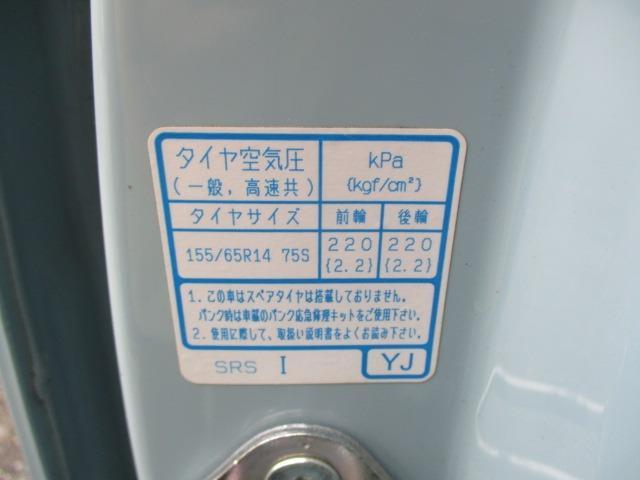 タイヤ空気圧 kPa
(一般, 高速共) {kgf/cm²}
タイヤサイズ 前輪 後輪
155/65R14 75S 220 220
{2.2} {2.2}
1. この車はスペアタイヤは搭載しておりません。
パンク時は車載のパンク応急修理キットをご使用下さい。
2. 使用に際して、取扱い説明書をよくお読み下さい。
SRS I YJ